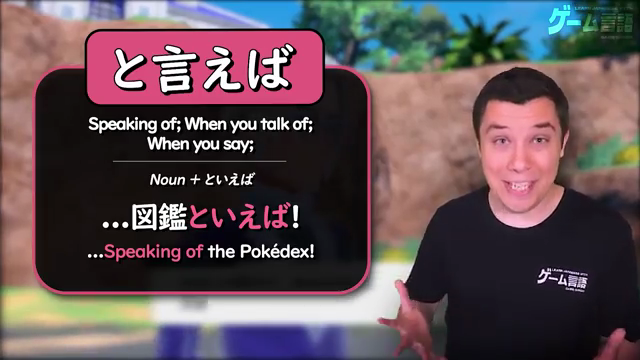 と言えば
Speaking of; When you talk of;
When you say;
Noun + といえば
...図鑑といえば!
...Speaking of the Pokédex!
ゲーム言語
ゲーム言語